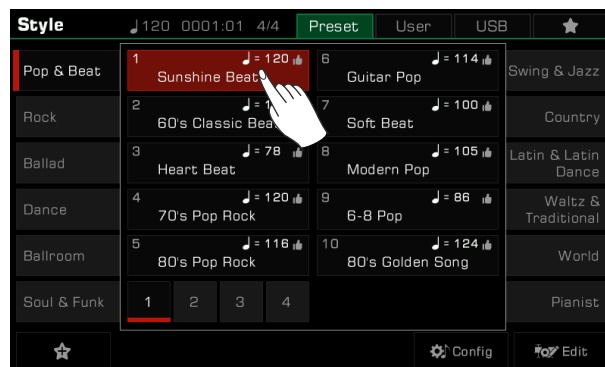 Style
♩120 0001:01 4/4
Preset
User
USB
Pop & Beat
Rock
Ballad
Dance
Ballroom
Soul & Funk
1 ♩= 120
Sunshine Beat
2 ♩= 1
60's Classic Bea
3 ♩= 78
Heart Beat
4 ♩= 120
70's Pop Rock
5 ♩= 116
80's Pop Rock
6 ♩= 114
Guitar Pop
7 ♩= 100
Soft Beat
8 ♩= 105
Modern Pop
9 ♩= 86
6-8 Pop
10 ♩= 124
80's Golden Song
1 2 3 4
Swing & Jazz
Country
Latin & Latin
Dance
Waltz &
Traditional
World
Pianist
Config
Edit